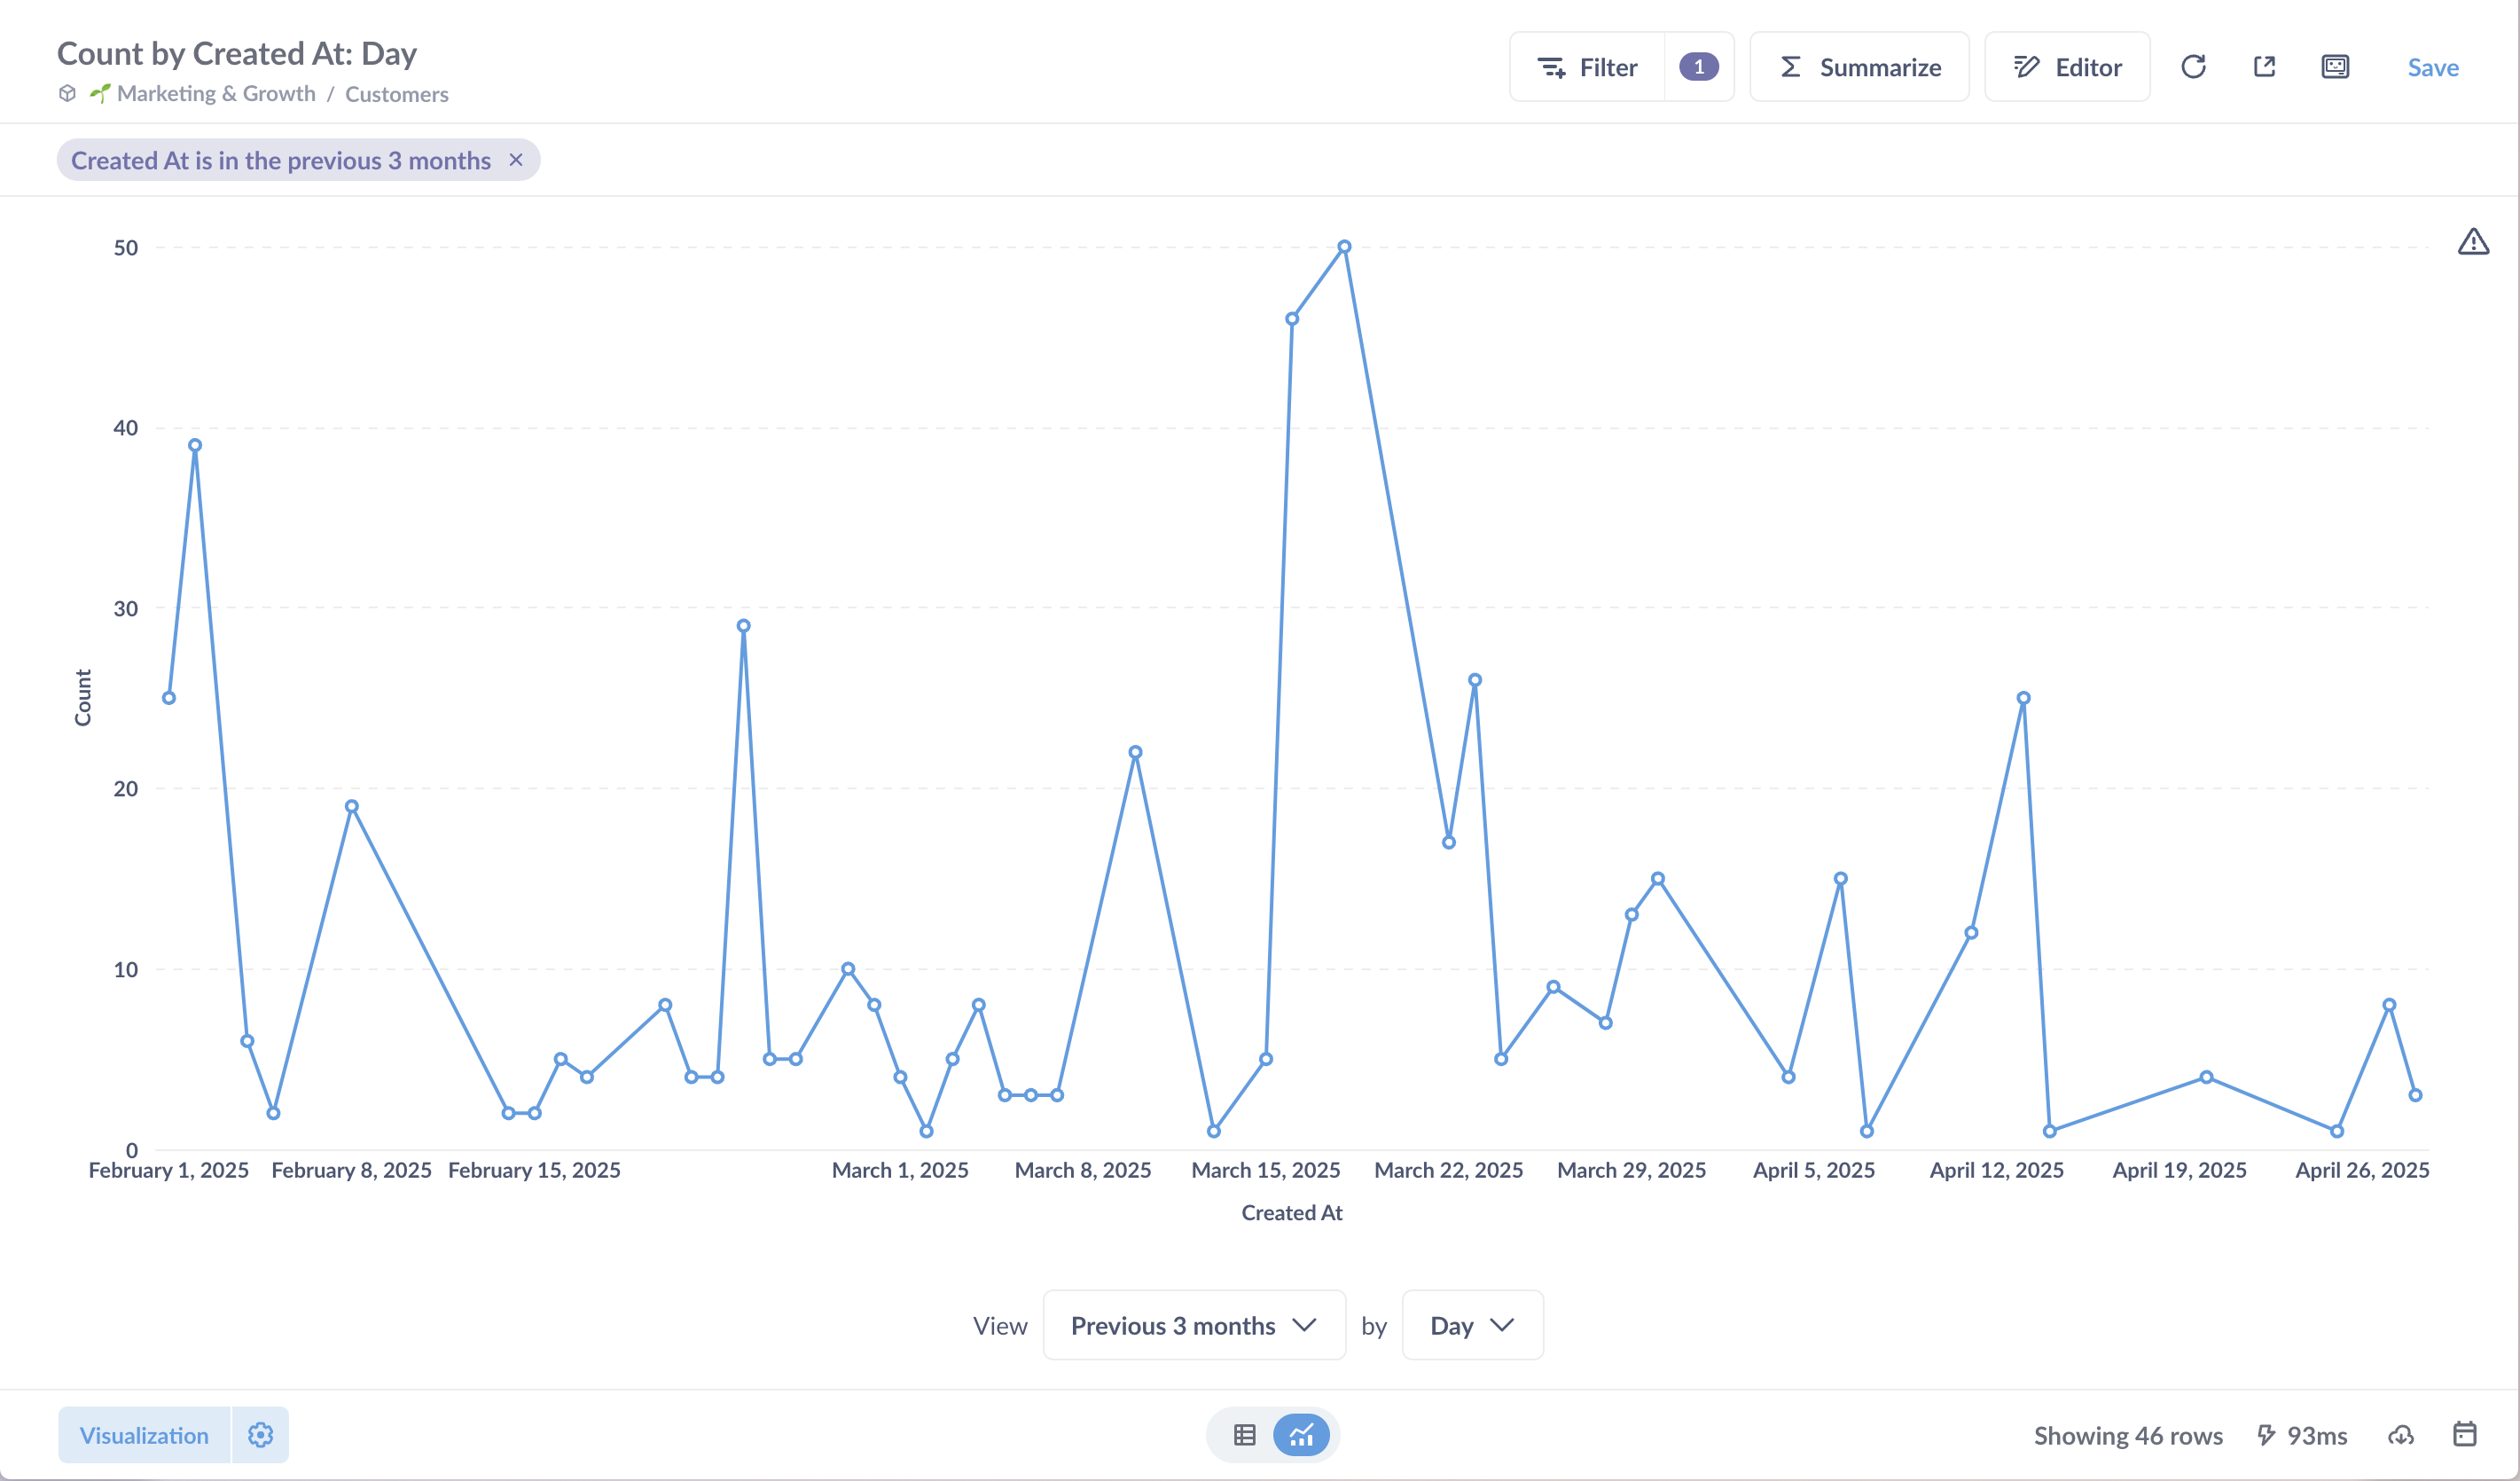 Count by Created At: Day
Marketing & Growth / Customers
Filter 1 Summarize Editor Save
Created At is in the previous 3 months
50
40
30
20
10
0
Count
February 1, 2025 February 8, 2025 February 15, 2025 March 1, 2025 March 8, 2025 March 15, 2025 March 22, 2025 March 29, 2025 April 5, 2025 April 12, 2025 April 19, 2025 April 26, 2025
Created At
View Previous 3 months by Day
Visualization Showing 46 rows 93ms